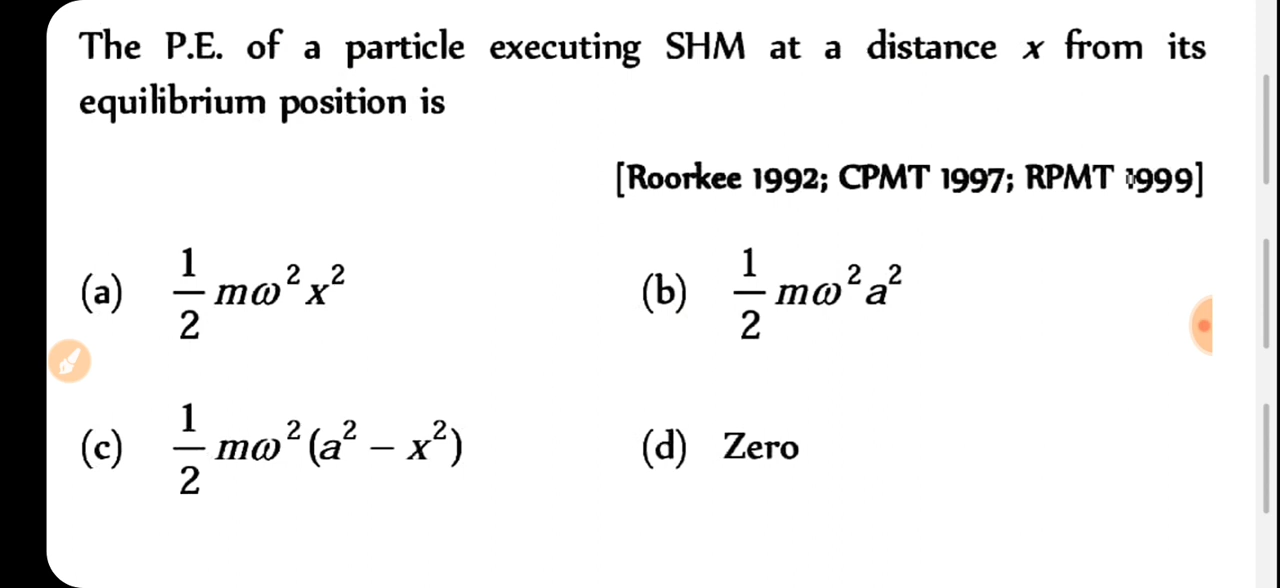 The P.E. of a particle executing SHM at a distance x from its
equilibrium position is
[Roorkee 1992; CPMT 1997; RPMT 1999]
(a) 1/2 mω²x² (b) 1/2 mω²a²
(c) 1/2 mω²(a² – x²) (d) Zero